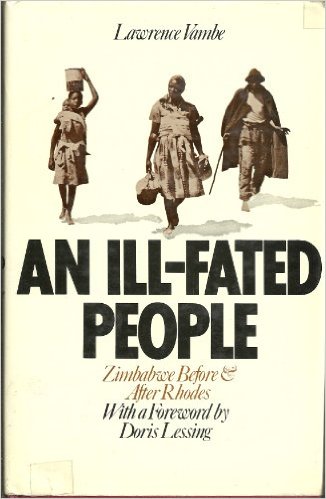 Lawrence Vambe
AN ILL-FATED
PEOPLE
Zimbabwe Before &
After Rhodes
With a Foreword by
Doris Lessing